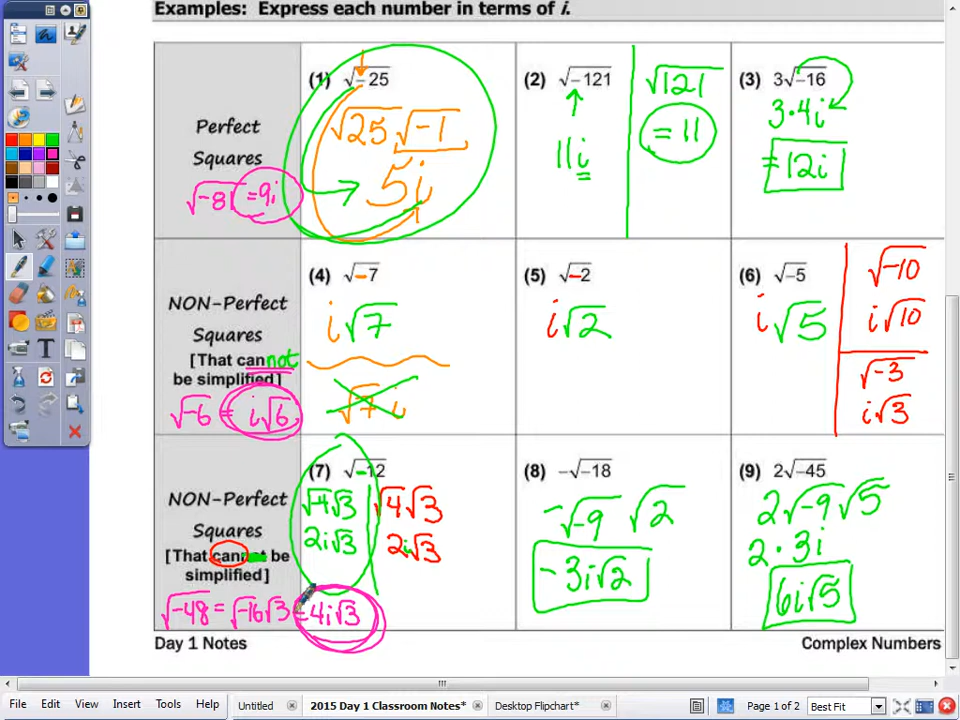 Examples: Express each number in terms of i.
Perfect
Squares
√-81 = 9i
(1) √-25
√25 √-1
5i
(2) √-121
11i
√121
= 11
(3) 3√-16
3·4i
= 12i
NON-Perfect
Squares
[That cannot
be simplified]
√-6 = i√6
(4) √-7
i√7
√7 i
(5) √-2
i√2
(6) √-5
i√5
√-10
i√10
√-3
i√3
NON-Perfect
Squares
[That cannot be
simplified]
√-48 = √-16 √3 = 4i√3
(7) √-12
√-4 √3
2i√3
√4 √3
2i√3
(8) -√-18
-√-9 √2
-3i√2
(9) 2√-45
2√-9 √5
2·3i
6i√5
Day 1 Notes
Complex Numbers
File Edit View Insert Tools Help Untitled 2015 Day 1 Classroom Notes* Desktop Flipchart* Page 1 of 2 Best Fit